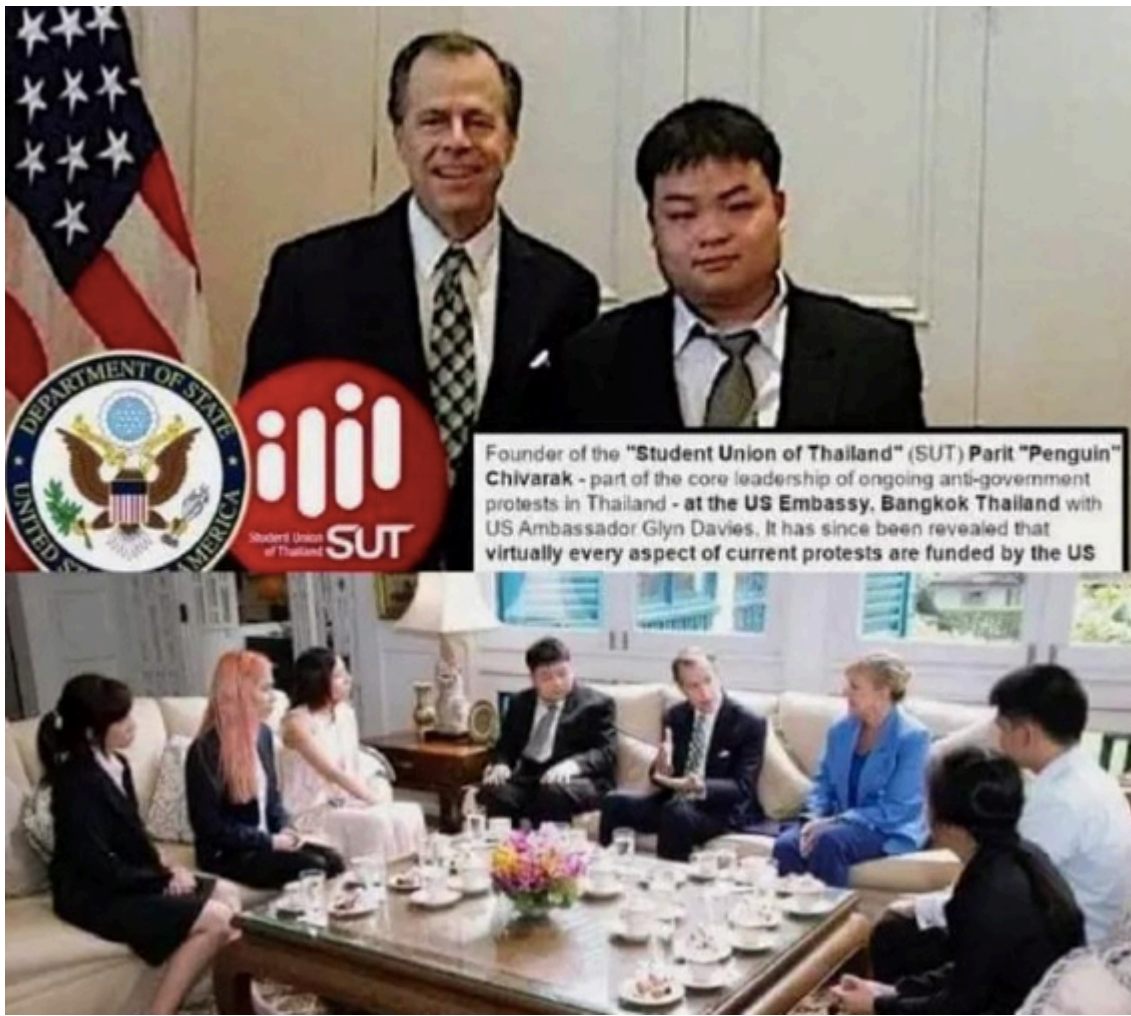 DEPARTMENT OF STATE
UNITED
AMERICA
Student Union
of Thailand SUT
Founder of the "Student Union of Thailand" (SUT) Parit "Penguin"
Chivarak - part of the core leadership of ongoing anti-government
protests in Thailand - at the US Embassy, Bangkok Thailand with
US Ambassador Glyn Davies. It has since been revealed that
virtually every aspect of current protests are funded by the US